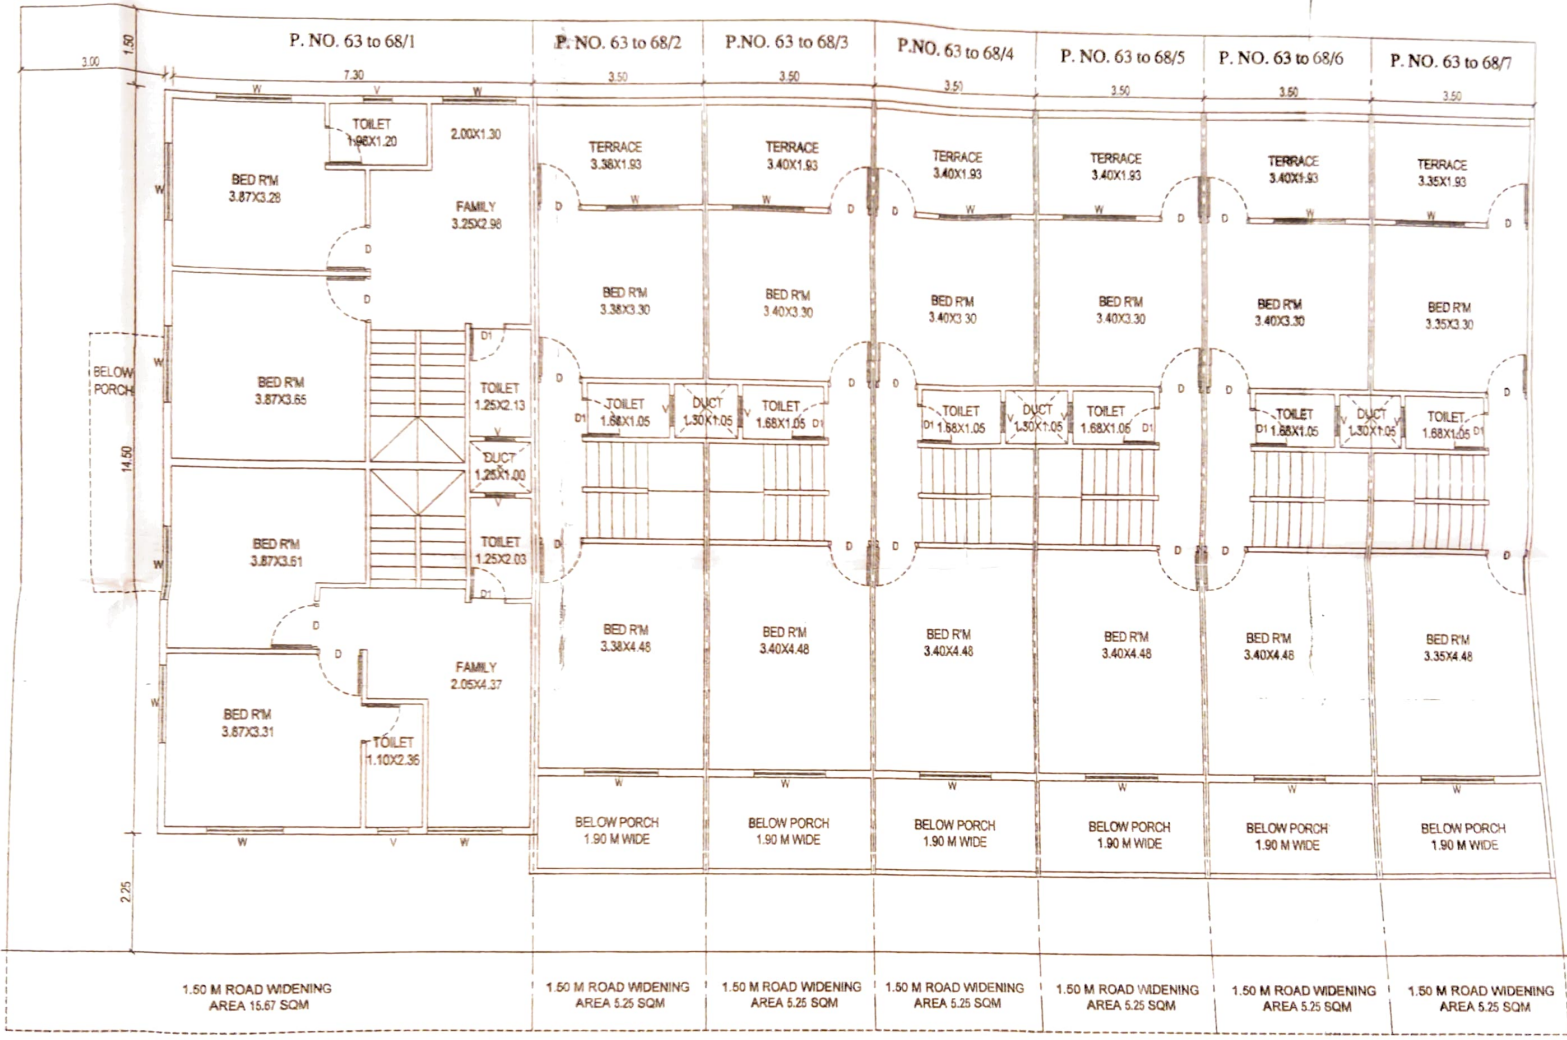 P. NO. 63 to 68/1
P. NO. 63 to 68/2
P.NO. 63 to 68/3
P.NO. 63 to 68/4
P. NO. 63 to 68/5
P. NO. 63 to 68/6
P. NO. 63 to 68/7
3.00
1.50
7.30
3.50
3.50
3.50
3.50
3.50
3.50
W
V
W
TOILET
1.96X1.20
2.00X1.30
BED R'M
3.87X3.28
W
FAMILY
3.25X2.98
D
D
TERRACE
3.38X1.93
TERRACE
3.40X1.93
TERRACE
3.40X1.93
TERRACE
3.40X1.93
TERRACE
3.40X1.93
TERRACE
3.35X1.93
D
W
W
D
D
W
W
D
D
W
W
D
BED R'M
3.38X3.30
BED R'M
3.40X3.30
BED R'M
3.40X3.30
BED R'M
3.40X3.30
BED R'M
3.40X3.30
BED R'M
3.35X3.30
BELOW
PORCH
W
BED R'M
3.87X3.65
D1
TOILET
1.25X2.13
V
DUCT
1.25X1.00
V
TOILET
1.25X2.03
D1
D
D
D
D
D
D
D1
TOILET
1.68X1.05
V
DUCT
1.30X1.05
V
TOILET
1.68X1.05
D1
D1
TOILET
1.68X1.05
V
DUCT
1.30X1.05
V
TOILET
1.68X1.05
D1
D1
TOILET
1.68X1.05
V
DUCT
1.30X1.05
V
TOILET
1.68X1.05
D1
14.50
W
BED R'M
3.87X3.61
D
D
D
D
D
D
D
D
BED R'M
3.38X4.48
BED R'M
3.40X4.48
BED R'M
3.40X4.48
BED R'M
3.40X4.48
BED R'M
3.40X4.48
BED R'M
3.35X4.48
FAMILY
2.05X4.37
W
BED R'M
3.87X3.31
TOILET
1.10X2.36
W
V
W
W
W
W
W
W
W
BELOW PORCH
1.90 M WIDE
BELOW PORCH
1.90 M WIDE
BELOW PORCH
1.90 M WIDE
BELOW PORCH
1.90 M WIDE
BELOW PORCH
1.90 M WIDE
BELOW PORCH
1.90 M WIDE
2.25
1.50 M ROAD WIDENING
AREA 15.67 SQM
1.50 M ROAD WIDENING
AREA 5.25 SQM
1.50 M ROAD WIDENING
AREA 5.25 SQM
1.50 M ROAD WIDENING
AREA 5.25 SQM
1.50 M ROAD WIDENING
AREA 5.25 SQM
1.50 M ROAD WIDENING
AREA 5.25 SQM
1.50 M ROAD WIDENING
AREA 5.25 SQM